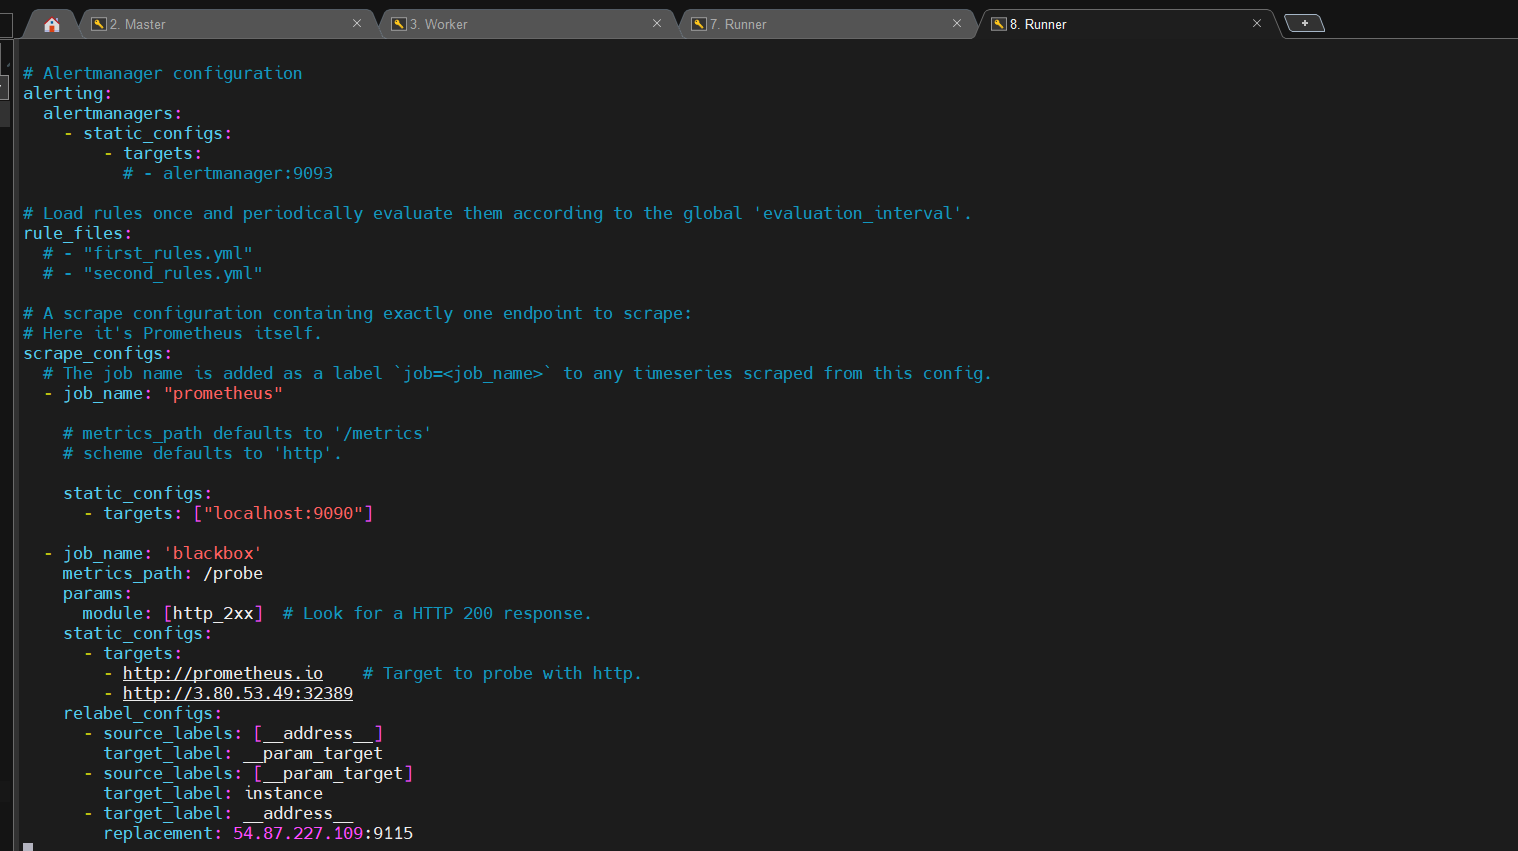 2. Master
3. Worker
7. Runner
8. Runner
# Alertmanager configuration
alerting:
  alertmanagers:
    - static_configs:
        - targets:
          # - alertmanager:9093

# Load rules once and periodically evaluate them according to the global 'evaluation_interval'.
rule_files:
  # - "first_rules.yml"
  # - "second_rules.yml"

# A scrape configuration containing exactly one endpoint to scrape:
# Here it's Prometheus itself.
scrape_configs:
  # The job name is added as a label `job=<job_name>` to any timeseries scraped from this config.
  - job_name: "prometheus"

    # metrics_path defaults to '/metrics'
    # scheme defaults to 'http'.

    static_configs:
      - targets: ["localhost:9090"]

  - job_name: 'blackbox'
    metrics_path: /probe
    params:
      module: [http_2xx]  # Look for a HTTP 200 response.
    static_configs:
      - targets:
        - http://prometheus.io    # Target to probe with http.
        - http://3.80.53.49:32389
    relabel_configs:
      - source_labels: [__address__]
        target_label: __param_target
      - source_labels: [__param_target]
        target_label: instance
      - target_label: __address__
        replacement: 54.87.227.109:9115